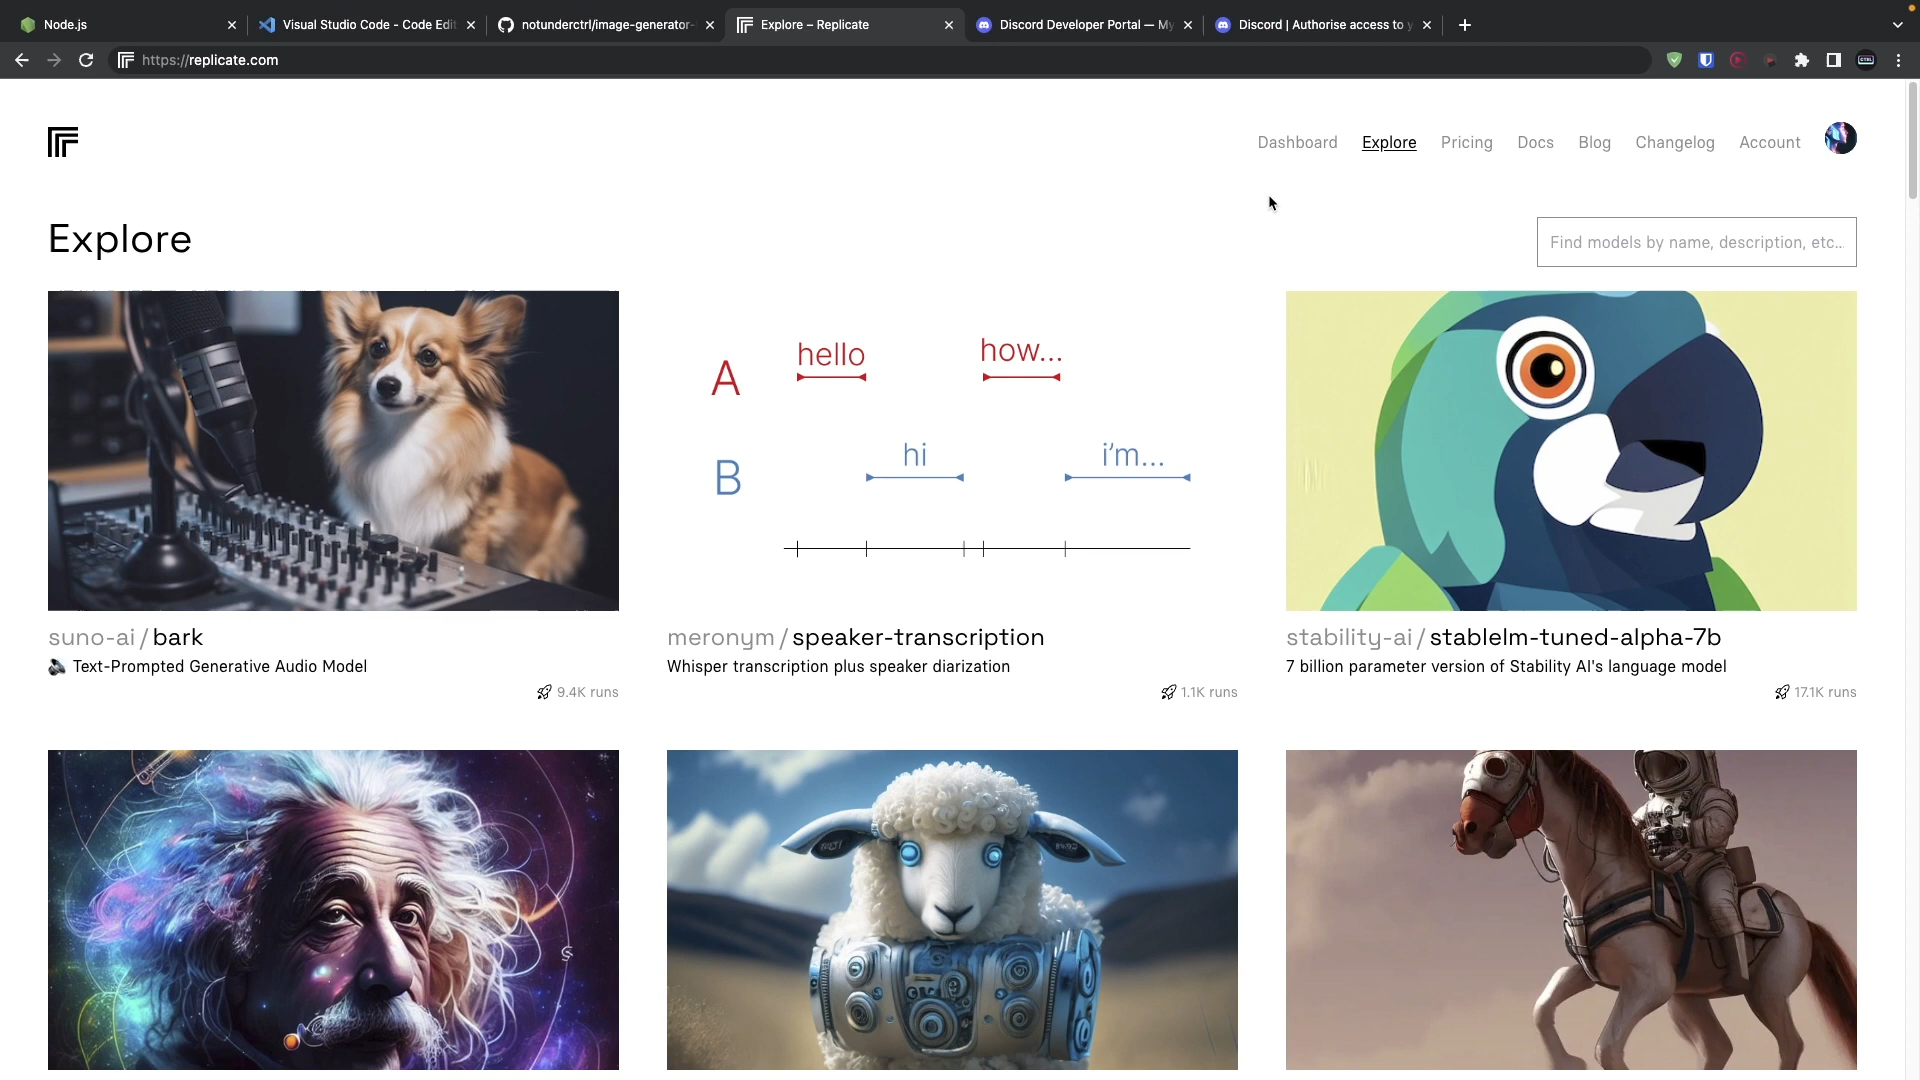 Node.js
Visual Studio Code - Code Edit
notunderctrl/image-generator-
Explore – Replicate
Discord Developer Portal — My
Discord | Authorise access to y
https://replicate.com
Dashboard
Explore
Pricing
Docs
Blog
Changelog
Account
Explore
Find models by name, description, etc...
A
hello
how...
B
hi
i'm...
suno-ai / bark
🔊 Text-Prompted Generative Audio Model
9.4K runs
meronym / speaker-transcription
Whisper transcription plus speaker diarization
1.1K runs
stability-ai / stablelm-tuned-alpha-7b
7 billion parameter version of Stability AI's language model
17.1K runs